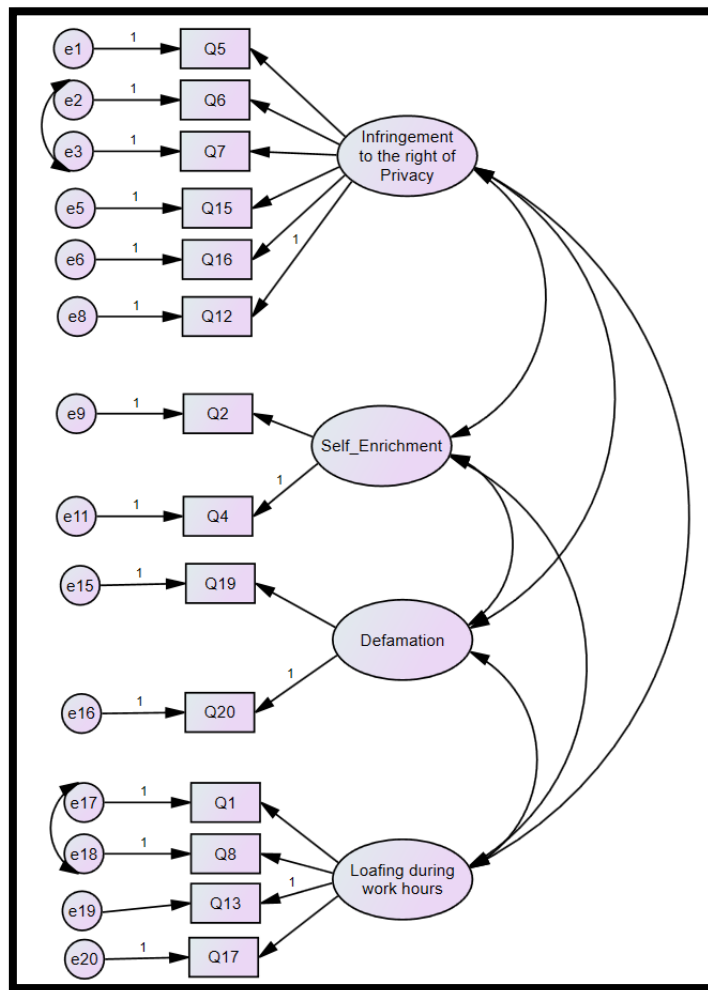 e1 1 Q5
e2 1 Q6
Infringement
to the right of
Privacy
e3 1 Q7
e5 1 Q15
e6 1 Q16
1
e8 1 Q12
e9 1 Q2
Self_Enrichment
1
e11 1 Q4
e15 1 Q19
Defamation
1
e16 1 Q20
e17 1 Q1
e18 1 Q8
Loafing during
work hours
1
e19 Q13
e20 1 Q17